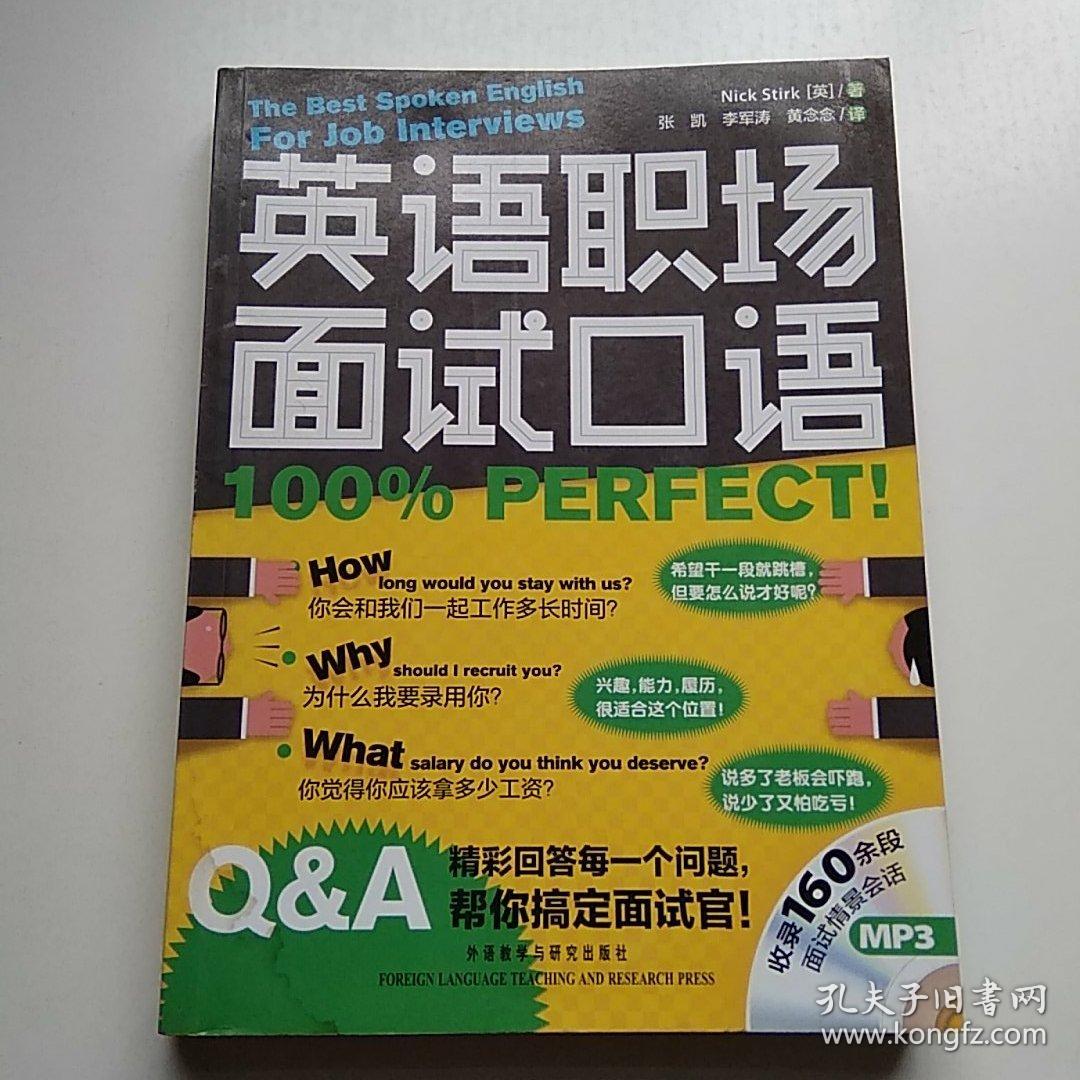 The Best Spoken English
For Job Interviews
Nick Stirk [英]/著
张 凯 李军涛 黄念念/译
英语职场
面试口语
100% PERFECT!
How long would you stay with us?
你会和我们一起工作多长时间?
希望干一段就跳槽,
但要怎么说才好呢?
Why should I recruit you?
为什么我要录用你?
兴趣,能力,履历,
很适合这个位置!
What salary do you think you deserve?
你觉得你应该拿多少工资?
说多了老板会吓跑,
说少了又怕吃亏!
Q&A
精彩回答每一个问题,
帮你搞定面试官!
收录160余段
面试情景会话
MP3
外语教学与研究出版社
FOREIGN LANGUAGE TEACHING AND RESEARCH PRESS
孔夫子旧书网
www.kongfz.com